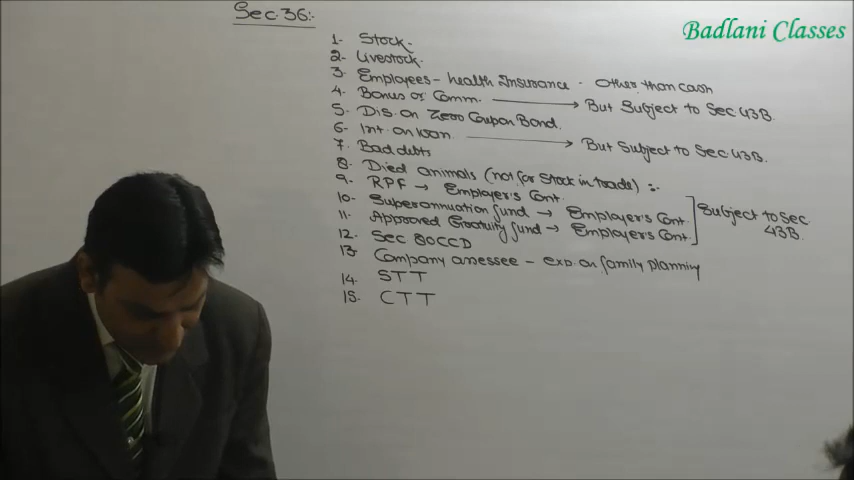 Badlani Classes
Sec. 36:-
1- Stock.
2- Livestock.
3. Employees - health Insurance - Other than cash
4. Bonus or Comm. → But Subject to Sec 43B.
5. Dis. on Zero Coupon Bond.
6. Int. on loan → But Subject to Sec 43B.
7. Bad debts
8. Died animals (not for Stock in trade) :-
9. RPF → Employer's Cont.
10. Superannuation fund → Employer's Cont.
11. Approved Gratuity fund → Employer's Cont.
Subject to Sec 43B.
12. Sec 80CCD
13. Company assessee - exp. on family planning
14. STT
15. CTT